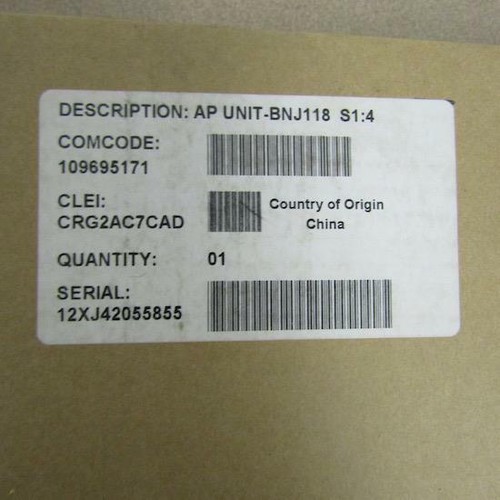 DESCRIPTION: AP UNIT-BNJ118 S1:4
COMCODE:
109695171
CLEI:
CRG2AC7CAD
Country of Origin
China
QUANTITY: 01
SERIAL:
12XJ42055855